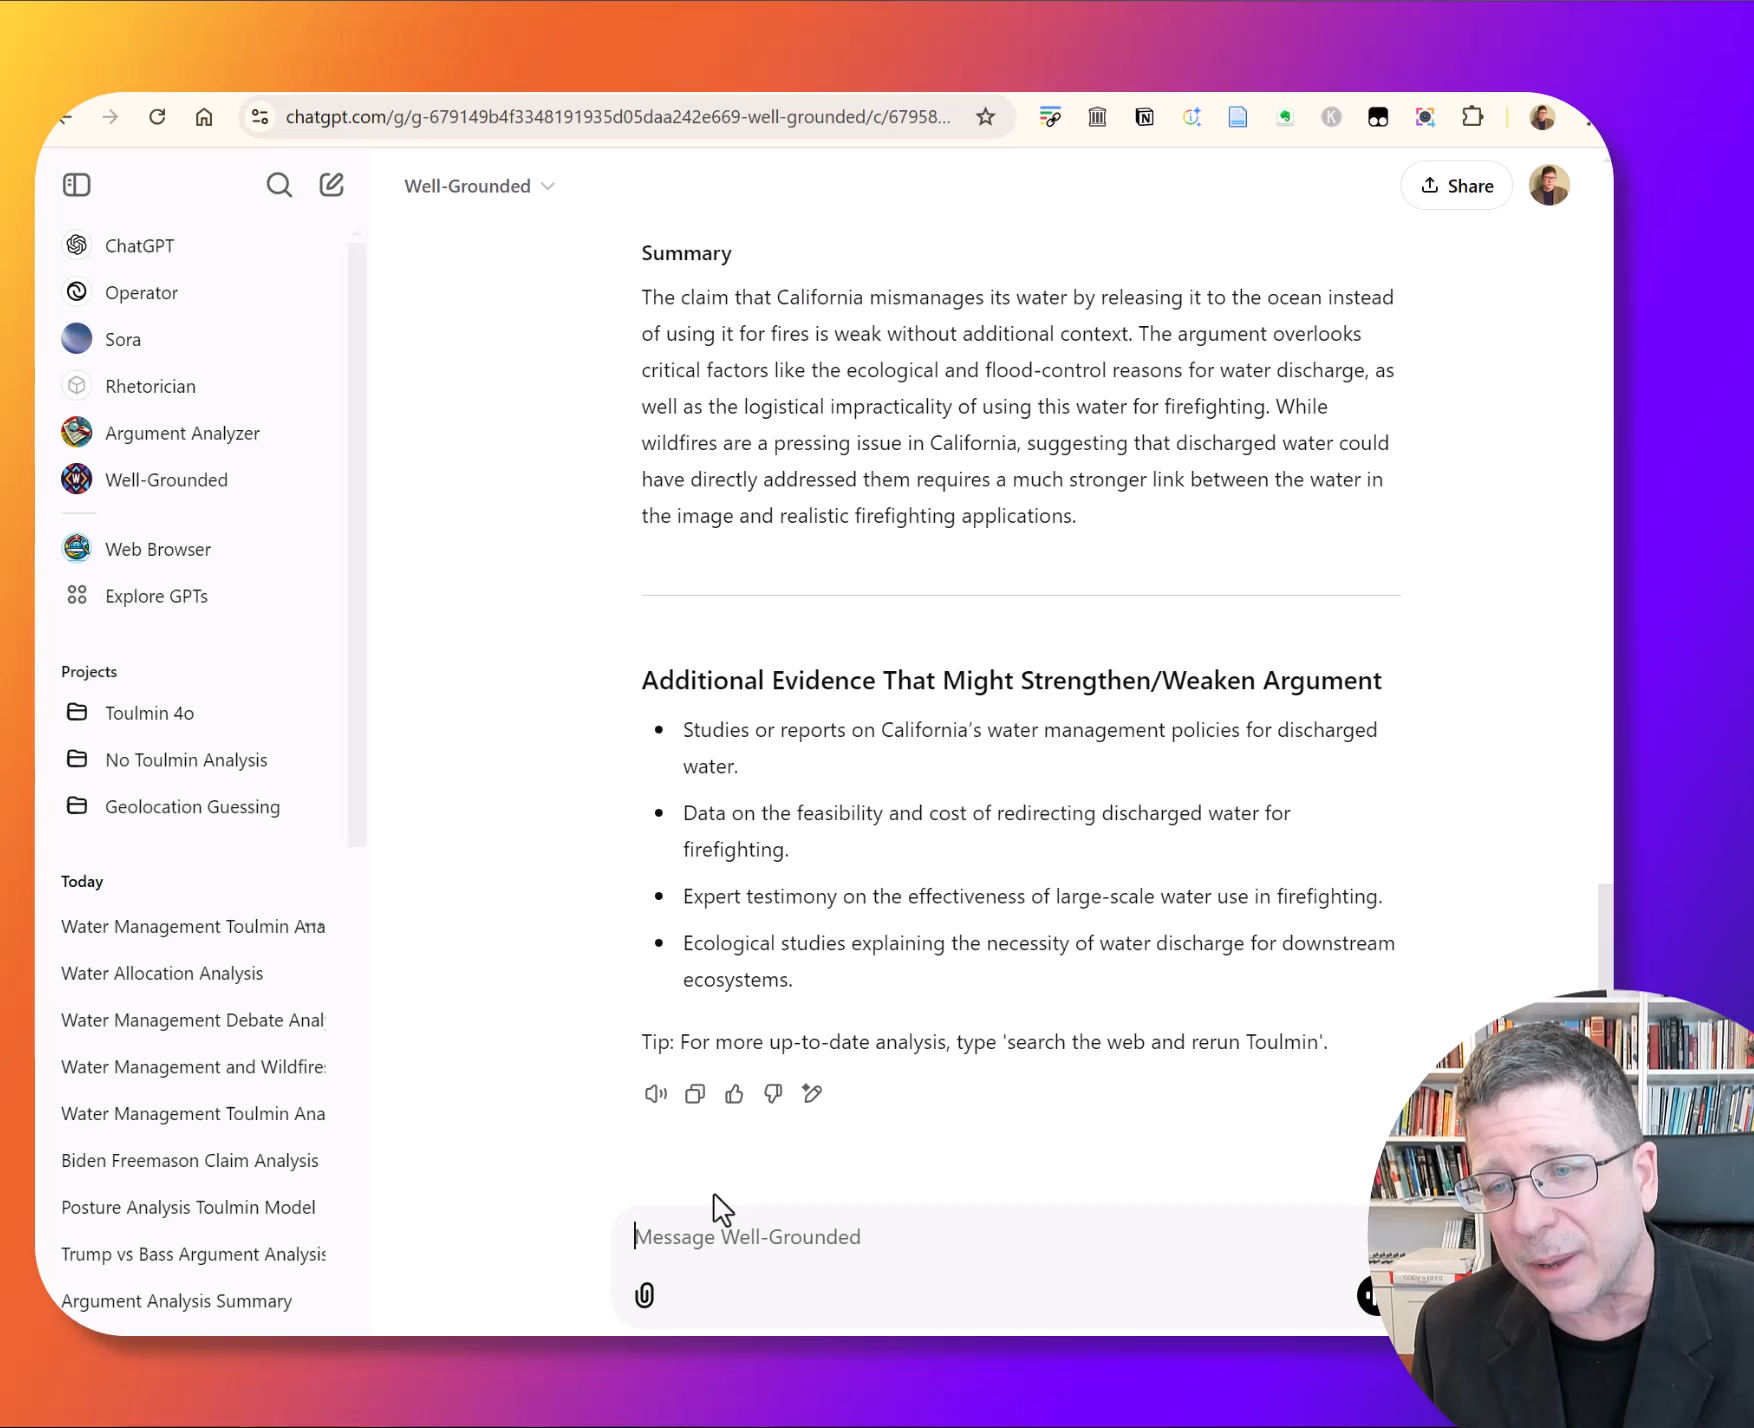 chatgpt.com/g/g-679149b4f3348191935d05daa242e669-well-grounded/c/67958...
Well-Grounded
Share
ChatGPT
Operator
Sora
Rhetorician
Argument Analyzer
Well-Grounded
Web Browser
Explore GPTs
Projects
Toulmin 4o
No Toulmin Analysis
Geolocation Guessing
Today
Water Management Toulmin Ana
Water Allocation Analysis
Water Management Debate Anal
Water Management and Wildfire
Water Management Toulmin Ana
Biden Freemason Claim Analysis
Posture Analysis Toulmin Model
Trump vs Bass Argument Analysis
Argument Analysis Summary
Summary
The claim that California mismanages its water by releasing it to the ocean instead
of using it for fires is weak without additional context. The argument overlooks
critical factors like the ecological and flood-control reasons for water discharge, as
well as the logistical impracticality of using this water for firefighting. While
wildfires are a pressing issue in California, suggesting that discharged water could
have directly addressed them requires a much stronger link between the water in
the image and realistic firefighting applications.
Additional Evidence That Might Strengthen/Weaken Argument
• Studies or reports on California's water management policies for discharged
water.
• Data on the feasibility and cost of redirecting discharged water for
firefighting.
• Expert testimony on the effectiveness of large-scale water use in firefighting.
• Ecological studies explaining the necessity of water discharge for downstream
ecosystems.
Tip: For more up-to-date analysis, type 'search the web and rerun Toulmin'.
Message Well-Grounded
copy & print